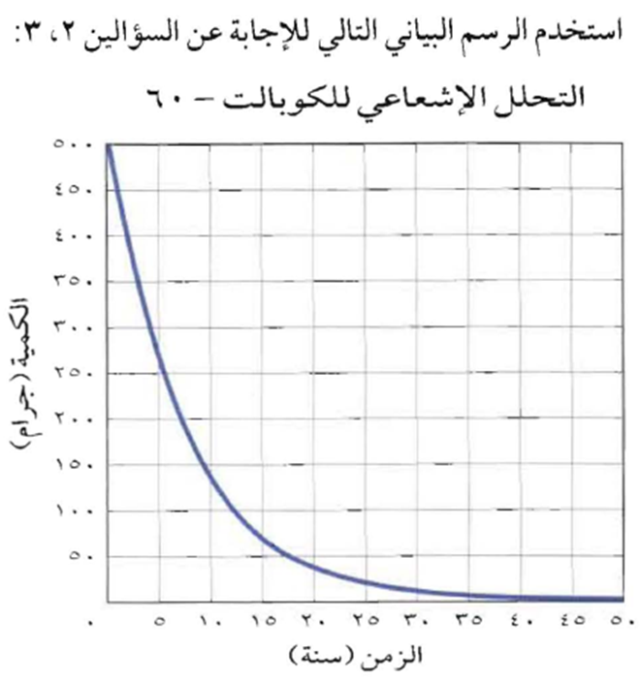 استخدم الرسم البياني التالي للإجابة عن السؤالين ٢، ٣:
التحلل الإشعاعي للكوبالت – ٦٠
٥٠٠
٤٥٠
٤٠٠
٣٥٠
٣٠٠
٢٥٠
٢٠٠
١٥٠
١٠٠
٥٠
الكمية (جرام)
٠ ٥ ١٠ ١٥ ٢٠ ٢٥ ٣٠ ٣٥ ٤٠ ٤٥ ٥٠
الزمن (سنة)